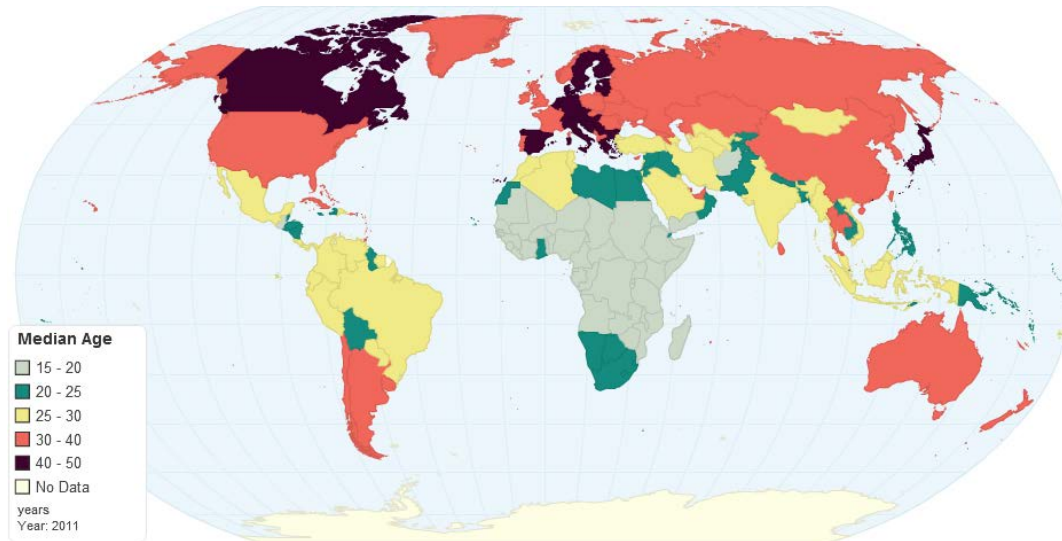 Median Age
15 - 20
20 - 25
25 - 30
30 - 40
40 - 50
No Data
years
Year: 2011